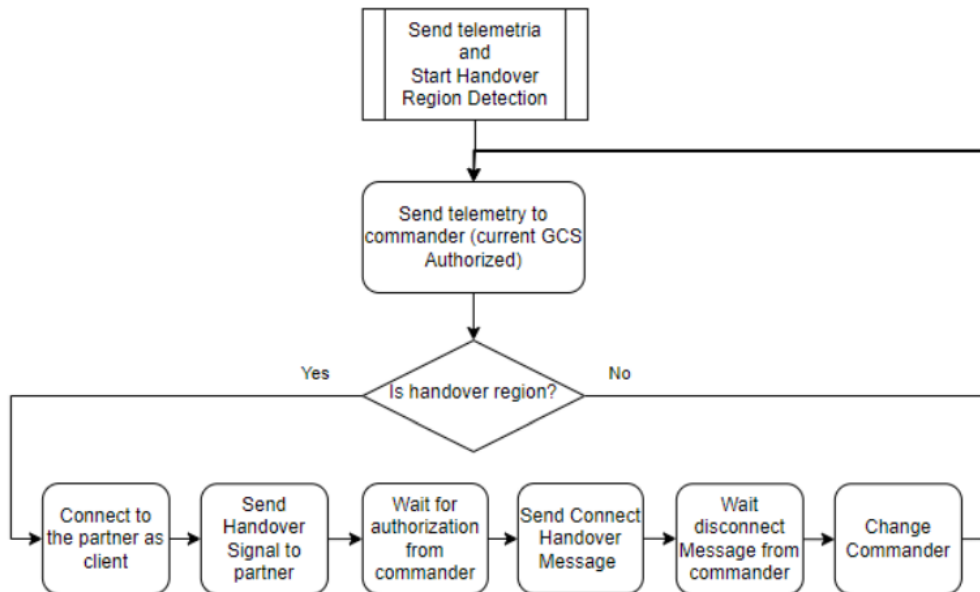 Send telemetria
and
Start Handover
Region Detection
Send telemetry to
commander (current GCS
Authorized)
Yes
No
Is handover region?
Connect to
the partner as
client
Send
Handover
Signal to
partner
Wait for
authorization from
commander
Send Connect
Handover
Message
Wait
disconnect
Message from
commander
Change
Commander